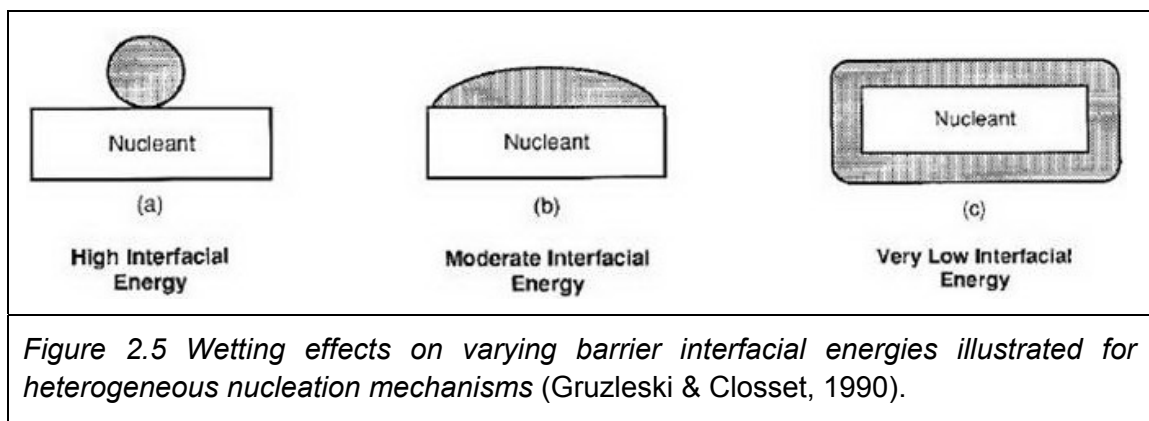 Nucleant
Nucleant
Nucleant
(a)
(b)
(c)
High Interfacial
Energy
Moderate Interfacial
Energy
Very Low Interfacial
Energy
Figure 2.5 Wetting effects on varying barrier interfacial energies illustrated for
heterogeneous nucleation mechanisms (Gruzleski & Closset, 1990).